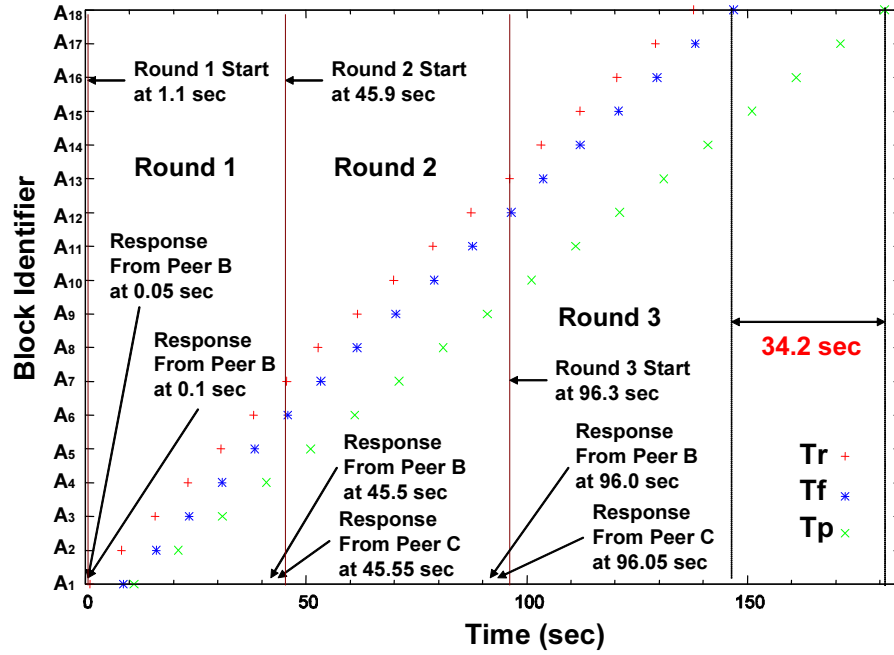 A18
A17
A16
A15
A14
A13
A12
A11
A10
A9
A8
A7
A6
A5
A4
A3
A2
A1
Block Identifier
Round 1 Start
at 1.1 sec
Round 2 Start
at 45.9 sec
Round 1
Round 2
Response
From Peer B
at 0.05 sec
Response
From Peer B
at 0.1 sec
Round 3
34.2 sec
Round 3 Start
at 96.3 sec
Response
From Peer B
at 45.5 sec
Response
From Peer C
at 45.55 sec
Response
From Peer B
at 96.0 sec
Response
From Peer C
at 96.05 sec
Tr
Tf
Tp
0
50
100
150
Time (sec)